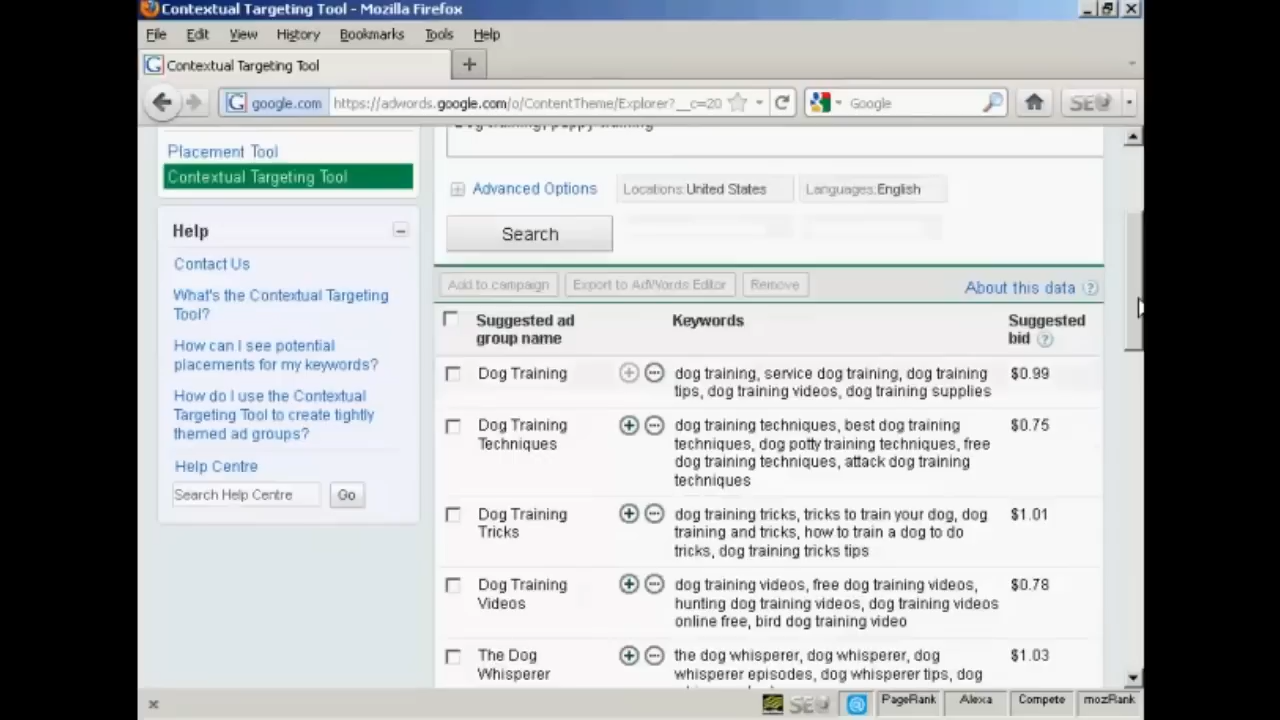 Contextual Targeting Tool - Mozilla Firefox
File Edit View History Bookmarks Tools Help
Contextual Targeting Tool
google.com https://adwords.google.com/o/ContentTheme/Explorer?__c=20 Google SEO
Dog training, puppy training
Placement Tool
Contextual Targeting Tool
Advanced Options Locations: United States Languages: English
Search
Help
Contact Us
What's the Contextual Targeting
Tool?
How can I see potential
placements for my keywords?
How do I use the Contextual
Targeting Tool to create tightly
themed ad groups?
Help Centre
Search Help Centre Go
Add to campaign Export to AdWords Editor Remove About this data
Suggested ad Keywords Suggested
group name bid
Dog Training dog training, service dog training, dog training $0.99
tips, dog training videos, dog training supplies
Dog Training dog training techniques, best dog training $0.75
Techniques techniques, dog potty training techniques, free
dog training techniques, attack dog training
techniques
Dog Training dog training tricks, tricks to train your dog, dog $1.01
Tricks training and tricks, how to train a dog to do
tricks, dog training tricks tips
Dog Training dog training videos, free dog training videos, $0.78
Videos hunting dog training videos, dog training videos
online free, bird dog training video
The Dog the dog whisperer, dog whisperer, dog $1.03
Whisperer whisperer episodes, dog whisperer tips, dog
SEO PageRank Alexa Compete mozRank